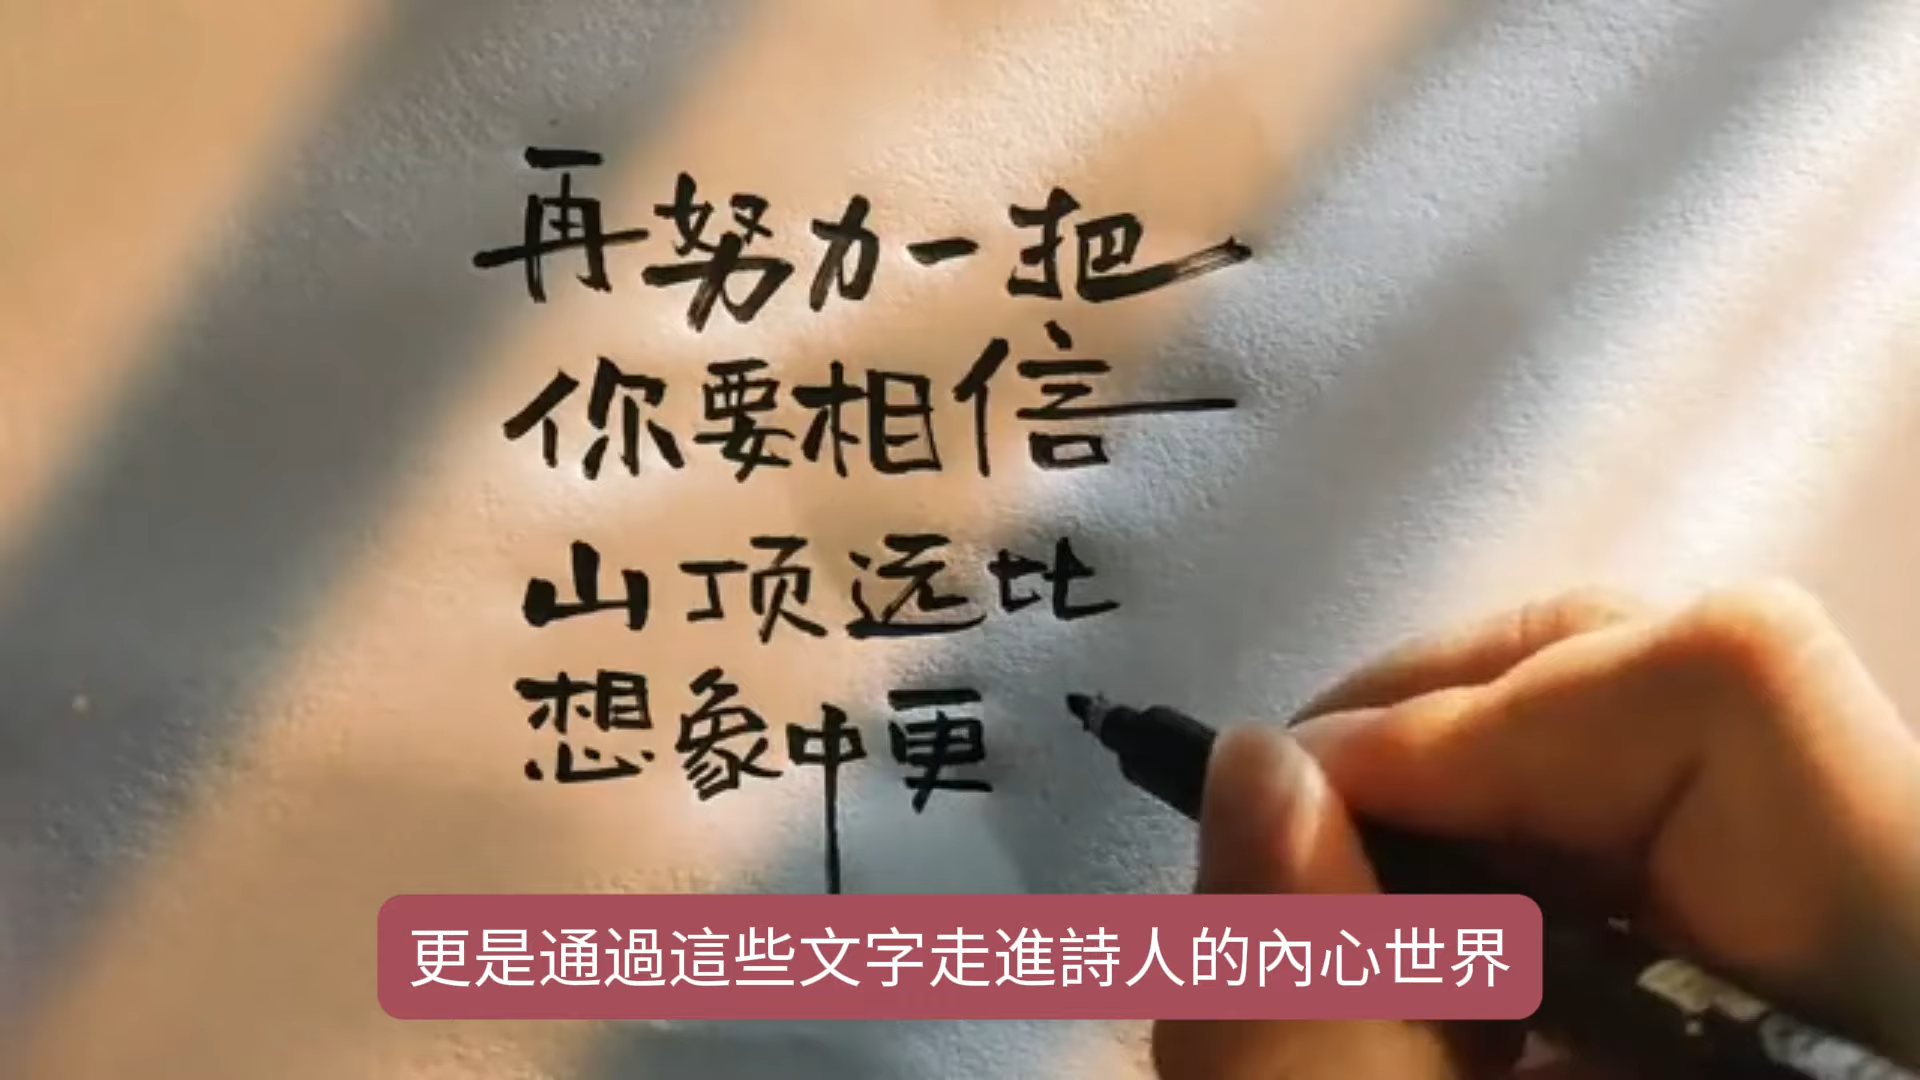 再努力一把
你要相信
山顶远比
想象中更
更是通過這些文字走進詩人的內心世界